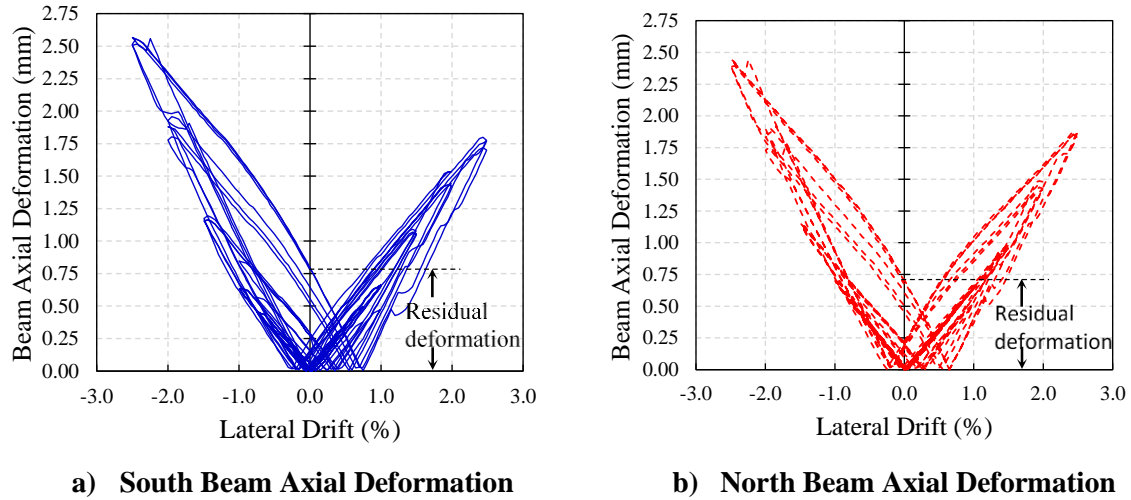 2.75
2.50
2.25
2.00
1.75
1.50
1.25
1.00
0.75
0.50
0.25
0.00
Beam Axial Deformation (mm)
Residual
deformation
-3.0 -2.0 -1.0 0.0 1.0 2.0 3.0
Lateral Drift (%)
a) South Beam Axial Deformation
2.75
2.50
2.25
2.00
1.75
1.50
1.25
1.00
0.75
0.50
0.25
0.00
Beam Axial Deformation (mm)
Residual
deformation
-3.0 -2.0 -1.0 0.0 1.0 2.0 3.0
Lateral Drift (%)
b) North Beam Axial Deformation